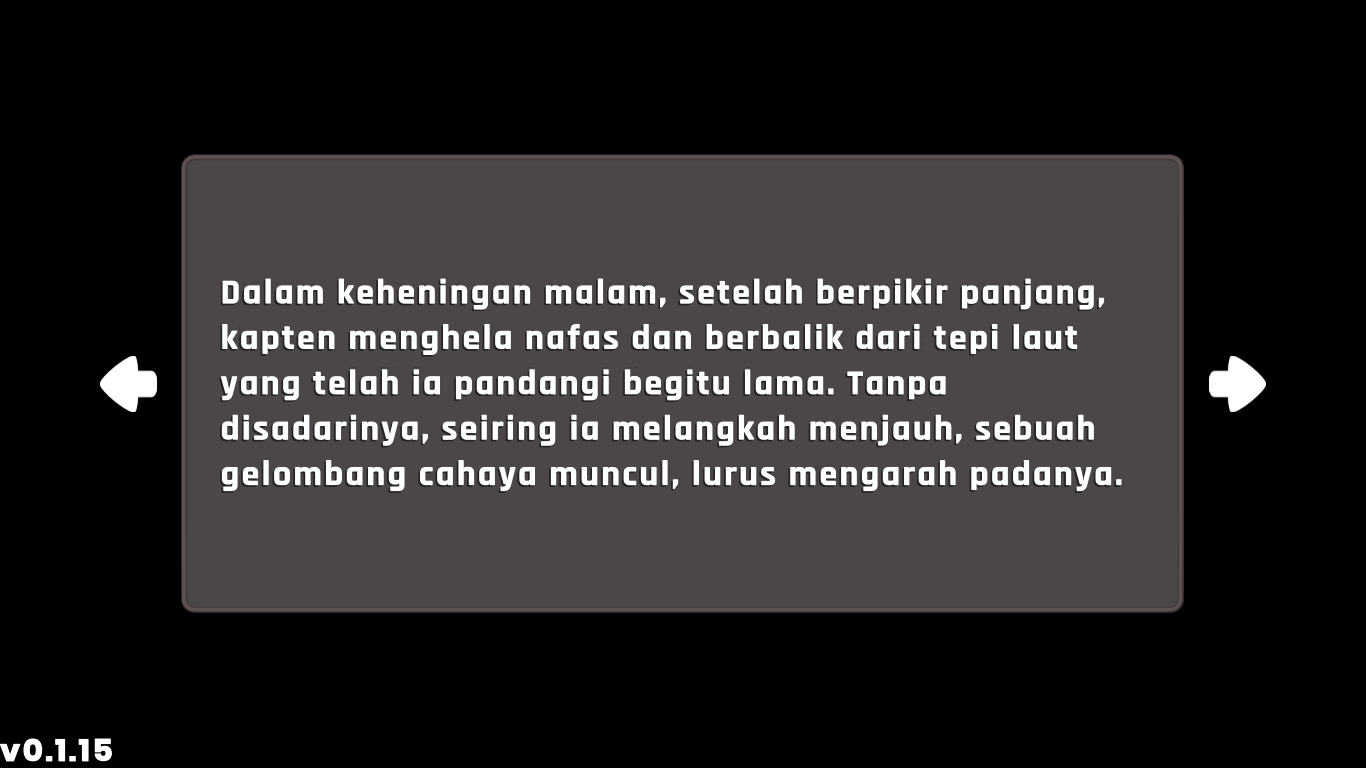 Dalam keheningan malam, setelah berpikir panjang,
kapten menghela nafas dan berbalik dari tepi laut
yang telah ia pandangi begitu lama. Tanpa
disadarinya, seiring ia melangkah menjauh, sebuah
gelombang cahaya muncul, lurus mengarah padanya.
v0.1.15